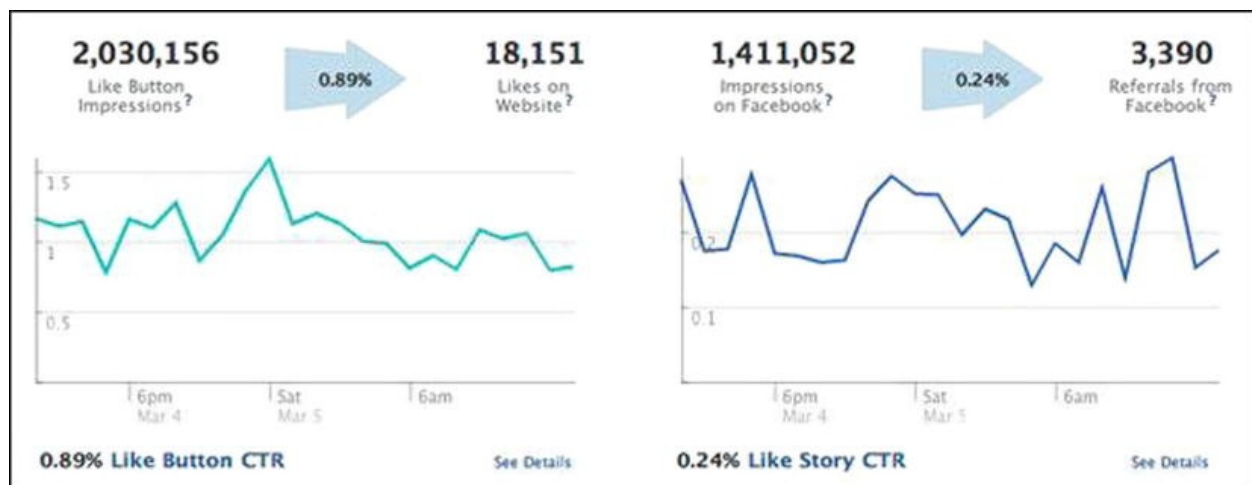 2,030,156
Like Button
Impressions?
0.89%
18,151
Likes on
Website?
1,411,052
Impressions
on Facebook?
0.24%
3,390
Referrals from
Facebook?
1.5
1
0.5
6pm
Mar 4
Sat
Mar 5
6am
0.2
0.1
6pm
Mar 4
Sat
Mar 5
6am
0.89% Like Button CTR
See Details
0.24% Like Story CTR
See Details